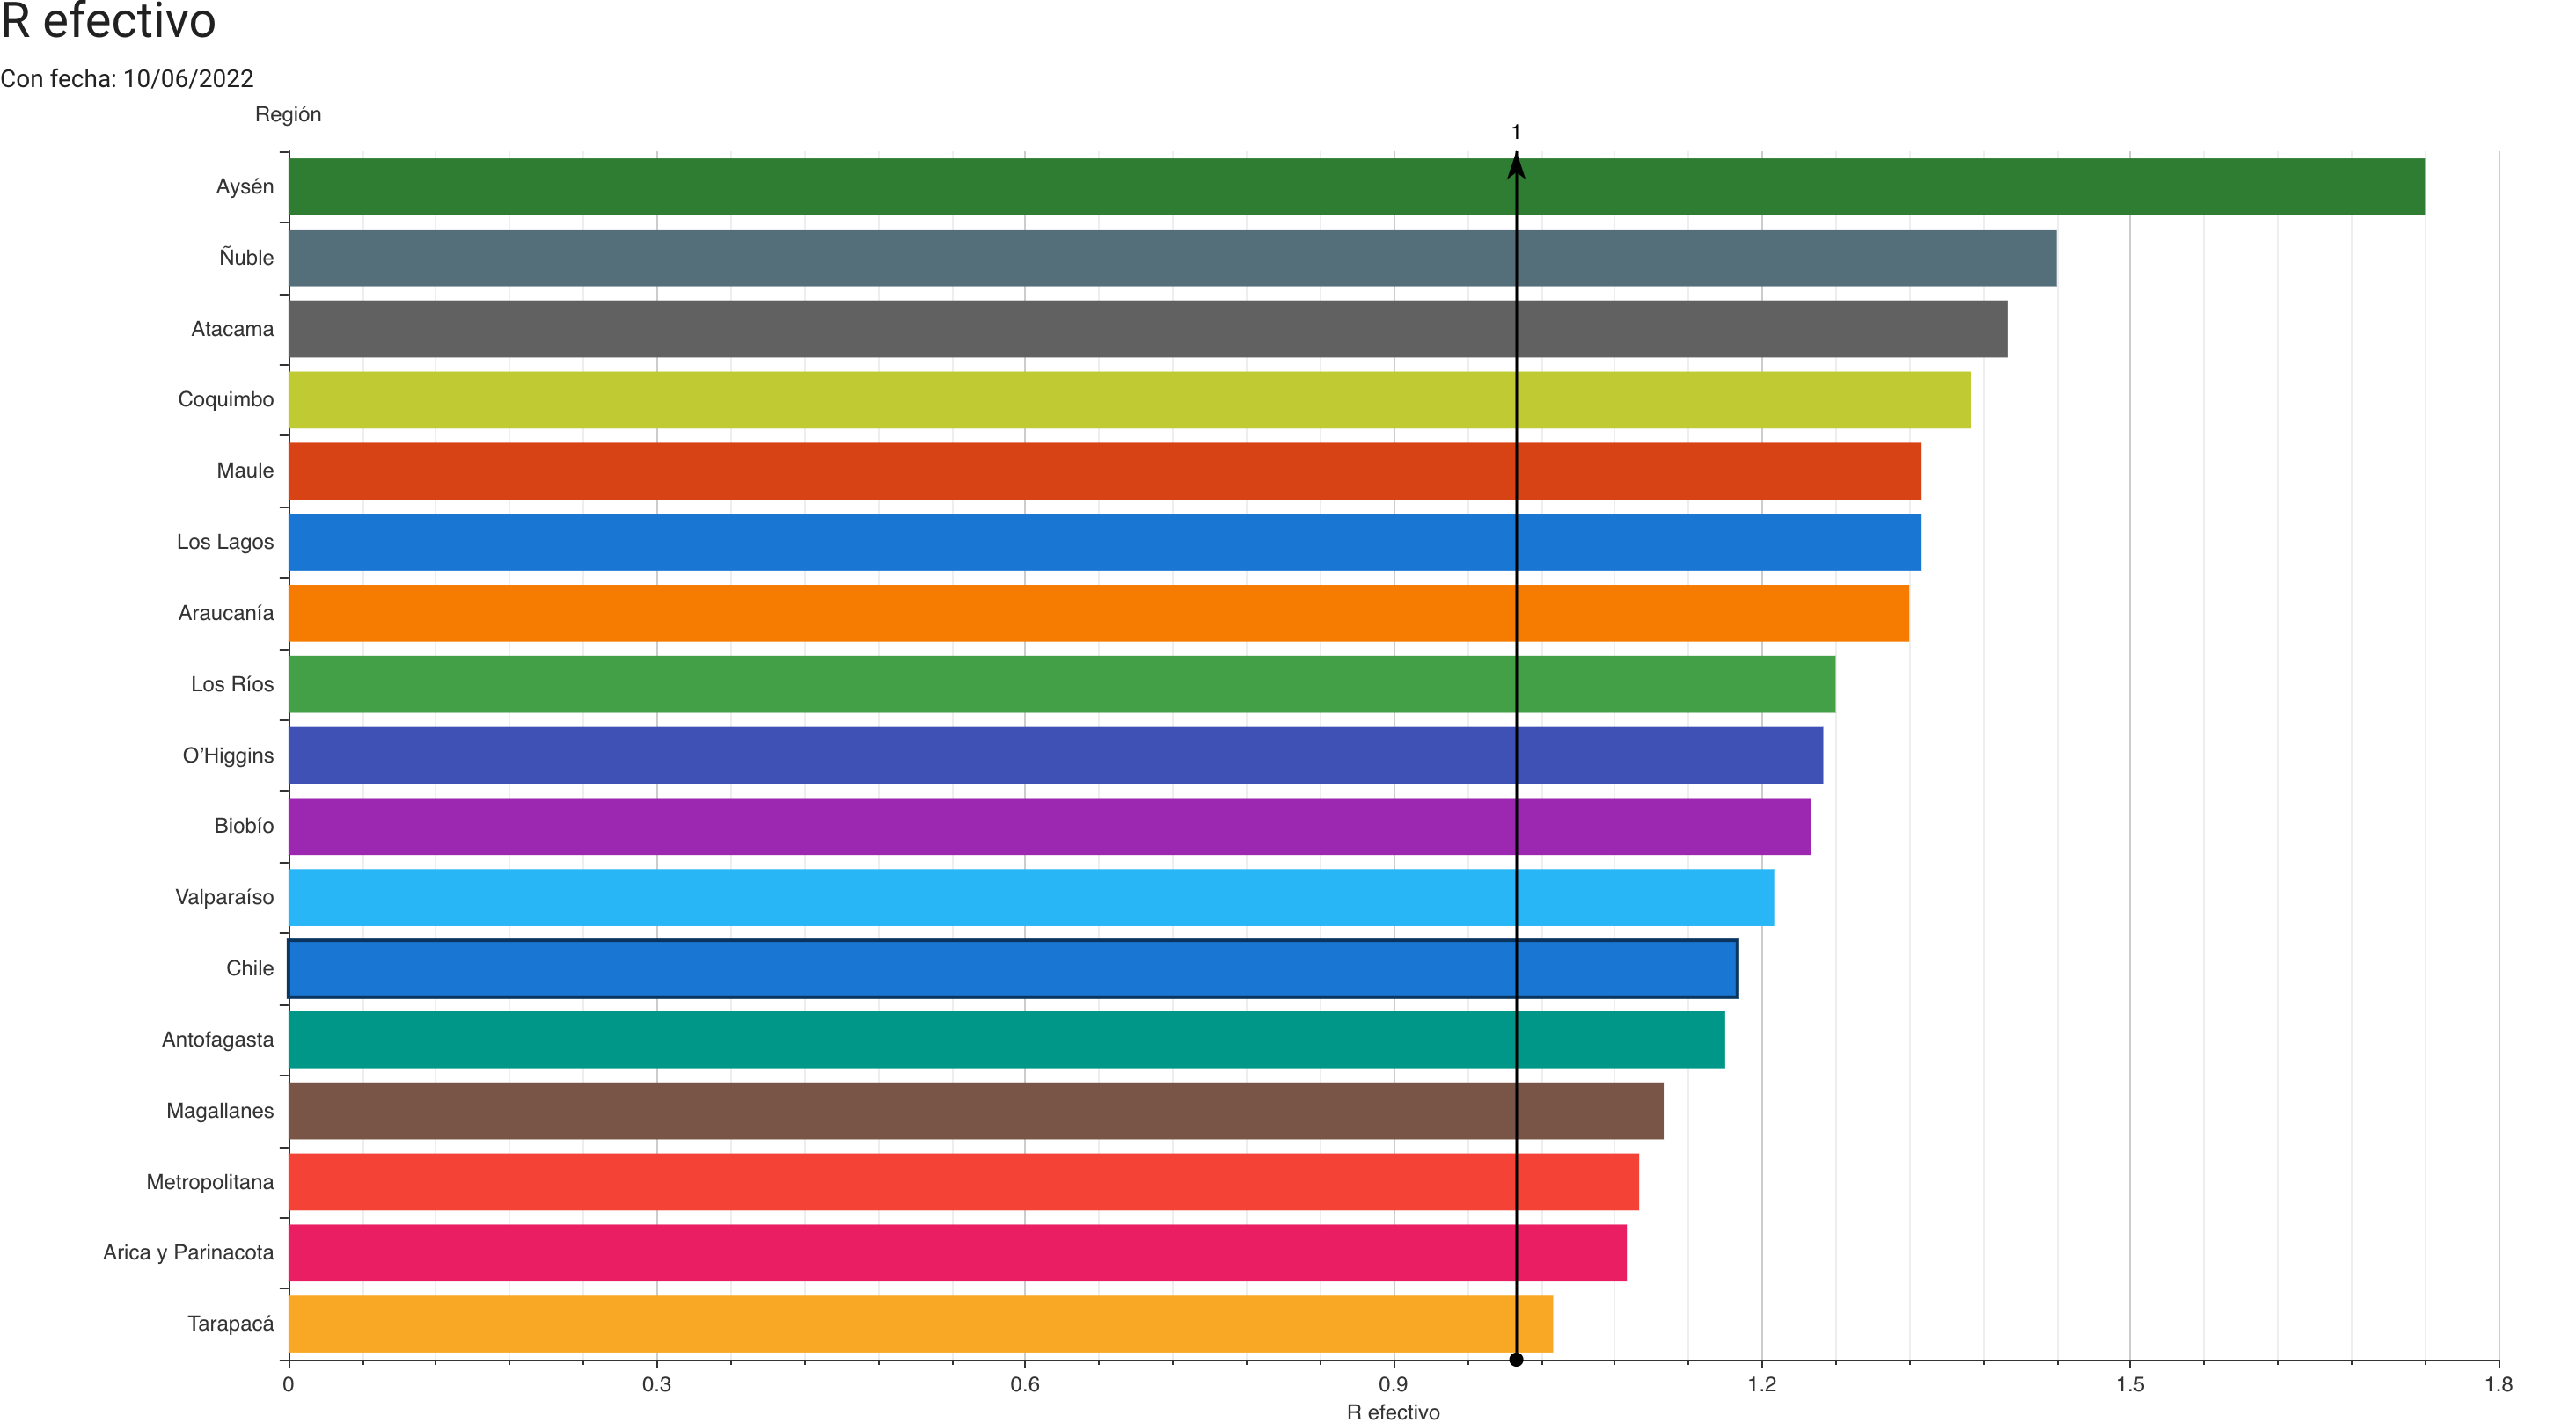 R efectivo
Con fecha: 10/06/2022
Región
1
Aysén
Ñuble
Atacama
Coquimbo
Maule
Los Lagos
Araucanía
Los Ríos
O’Higgins
Biobío
Valparaíso
Chile
Antofagasta
Magallanes
Metropolitana
Arica y Parinacota
Tarapacá
0 0.3 0.6 0.9 1.2 1.5 1.8
R efectivo